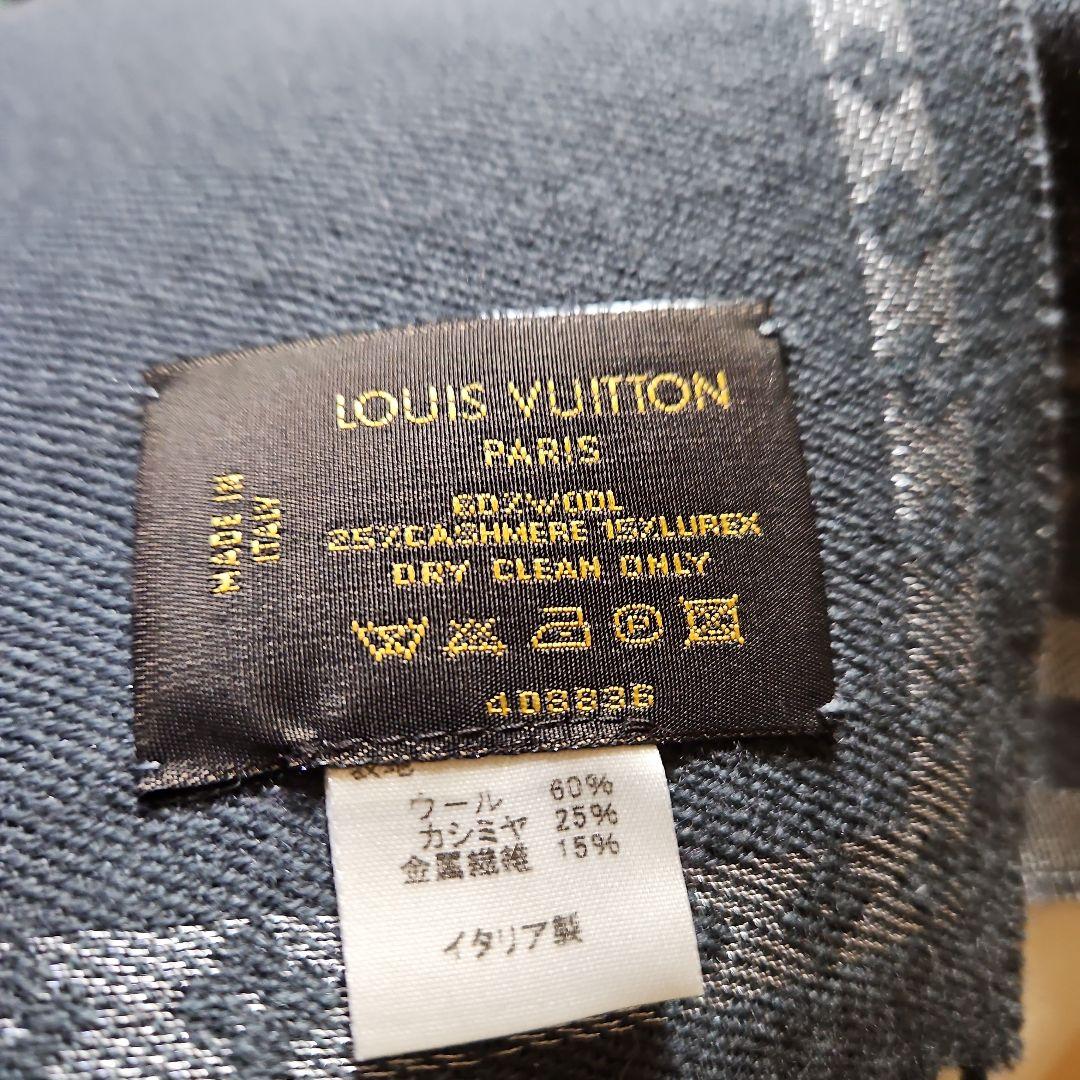 LOUIS VUITTON
PARIS
60%WOOL
25%CASHMERE 15%LUREX
DRY CLEAN ONLY
P
408836
MADE IN
ITALY
ウール 60%
カシミヤ 25%
金属繊維 15%
イタリア製